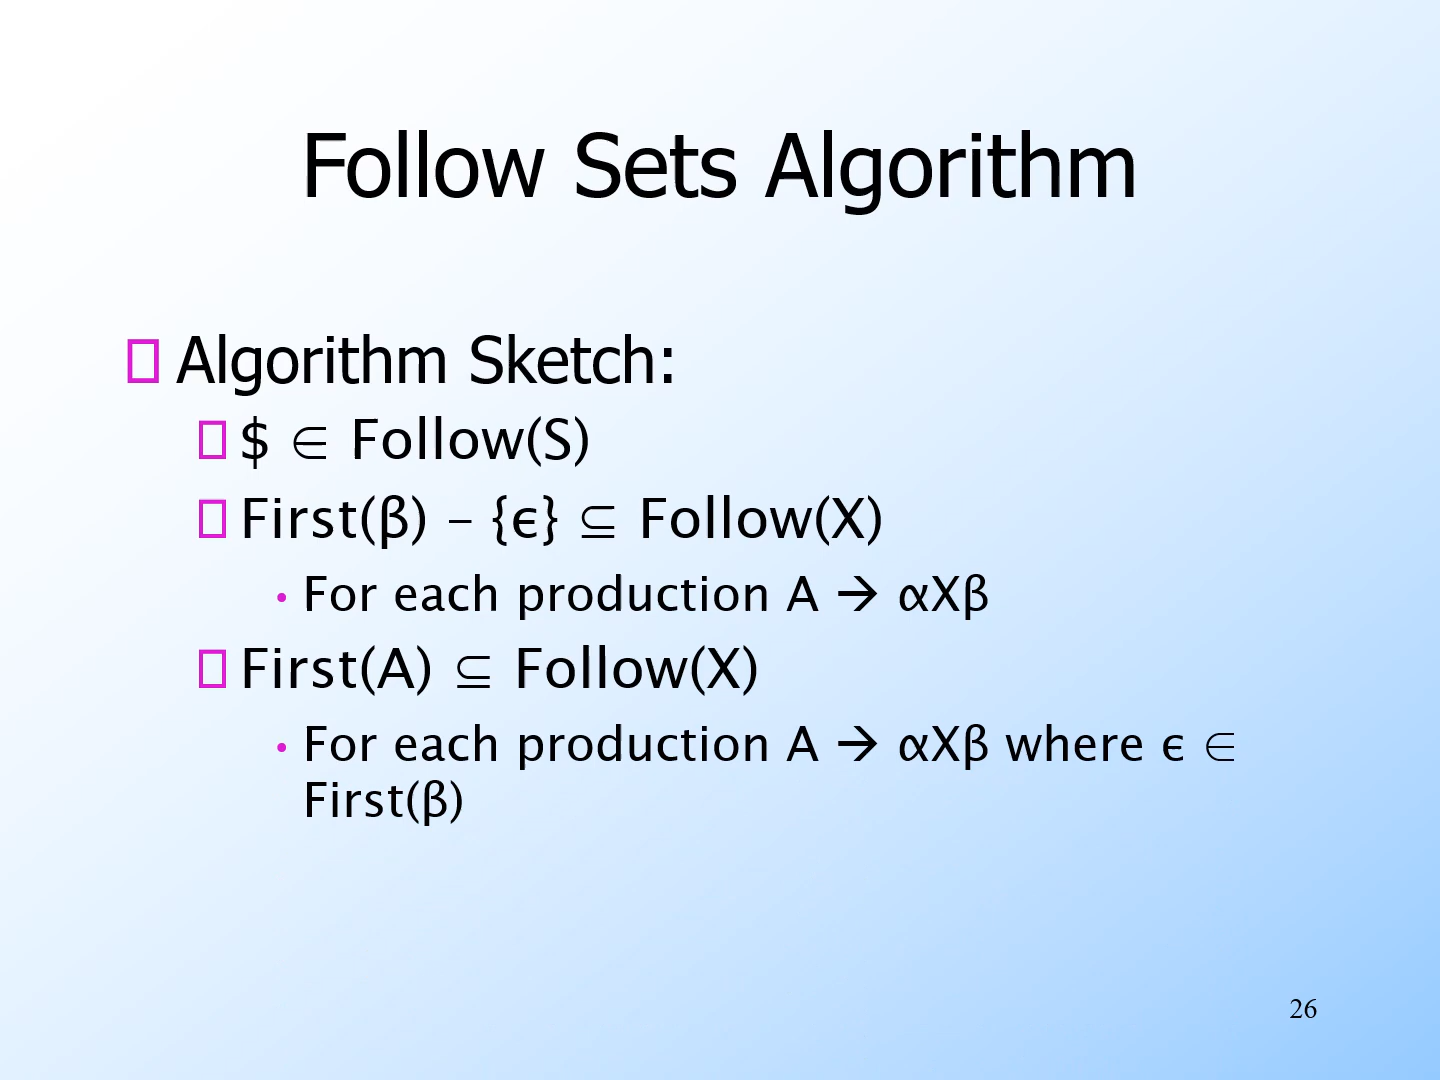 Follow Sets Algorithm
Algorithm Sketch:
$ ∈ Follow(S)
First(β) – {ϵ} ⊆ Follow(X)
• For each production A → αXβ
First(A) ⊆ Follow(X)
• For each production A → αXβ where ϵ ∈
First(β)
26